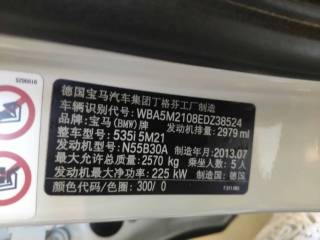 德国宝马汽车集团丁格芬工厂制造
车辆识别代号: WBA5M2108EDZ38524
品牌: 宝马(BMW)牌 发动机排量: 2979 ml
整车型号: 535i 5M21
发动机型号: N55B30A 制造年月: 2013.07
最大允许总质量: 2570 kg 乘坐人数: 5 人
发动机最大净功率: 225 kW 制造国: 德国
颜色代码/色圈: 300/ 0